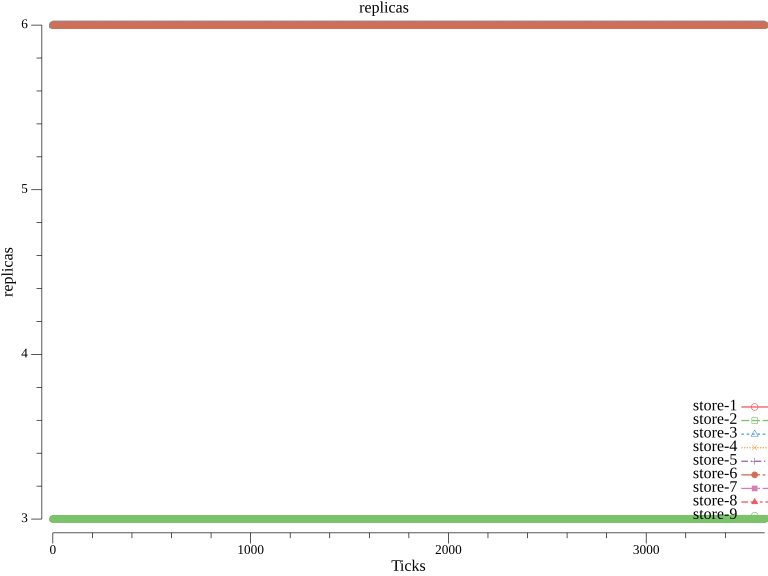 replicas
6
5
4
3
replicas
0
1000
2000
3000
Ticks
store-1
store-2
store-3
store-4
store-5
store-6
store-7
store-8
store-9